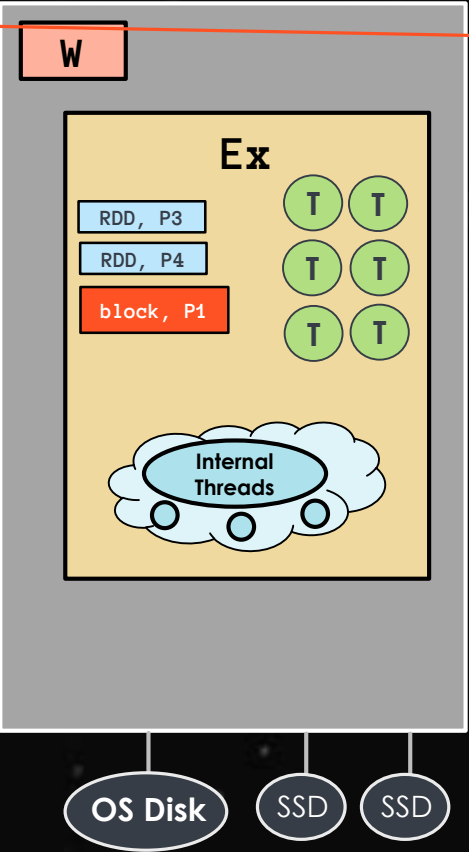 W
Ex
RDD, P3
RDD, P4
block, P1
T T
T T
T T
Internal
Threads
OS Disk
SSD
SSD